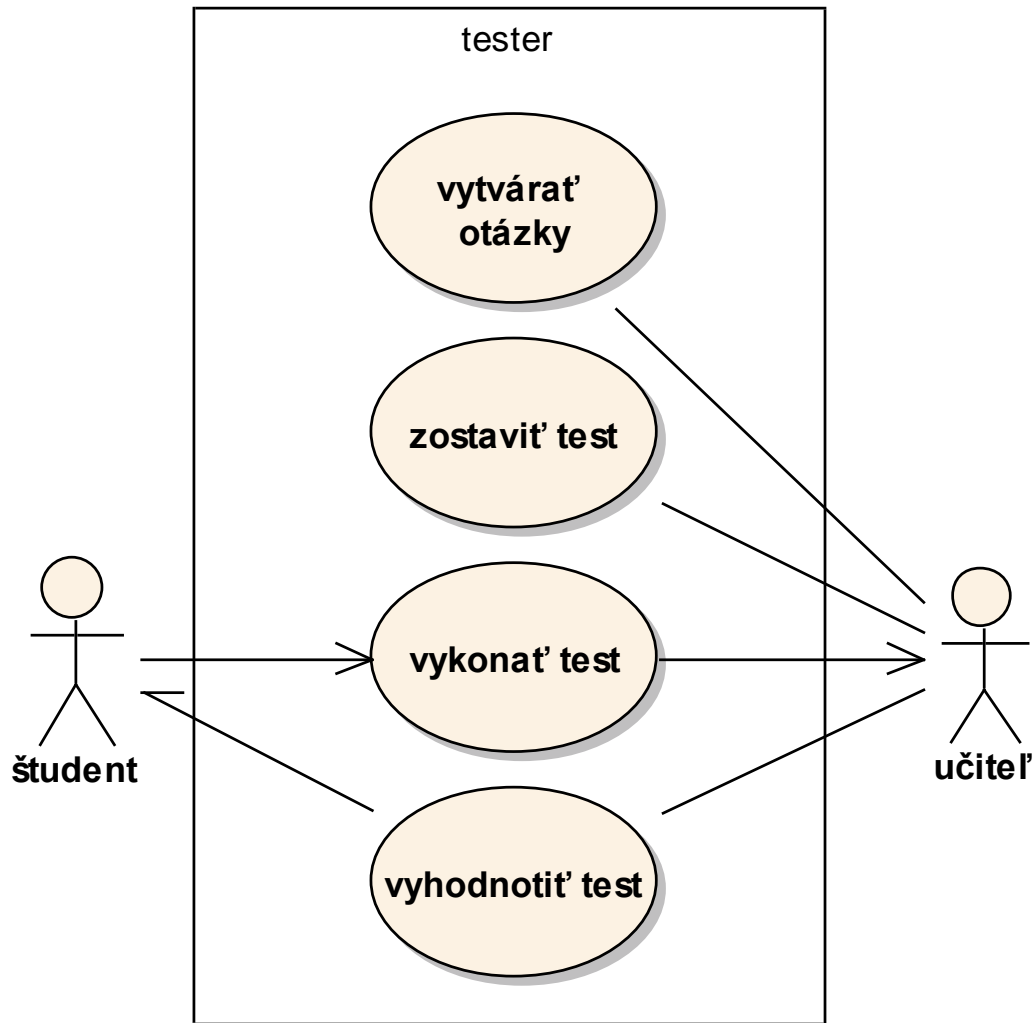 tester
vytvárať
otázky
zostaviť test
vykonať test
študent
učiteľ
vyhodnotiť test